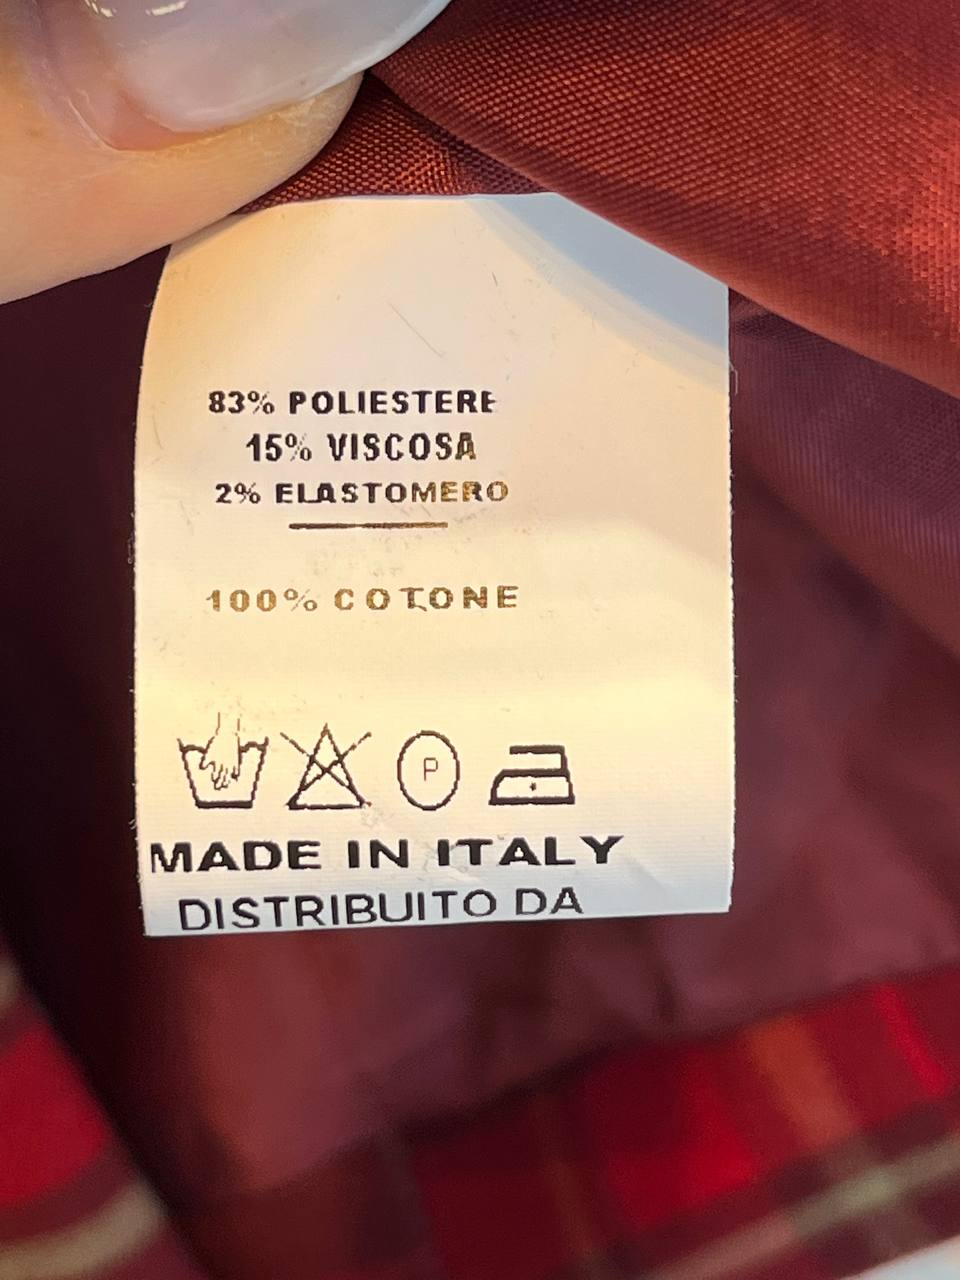 83% POLIESTERE
15% VISCOSA
2% ELASTOMERO
100% COTONE
P
MADE IN ITALY
DISTRIBUITO DA